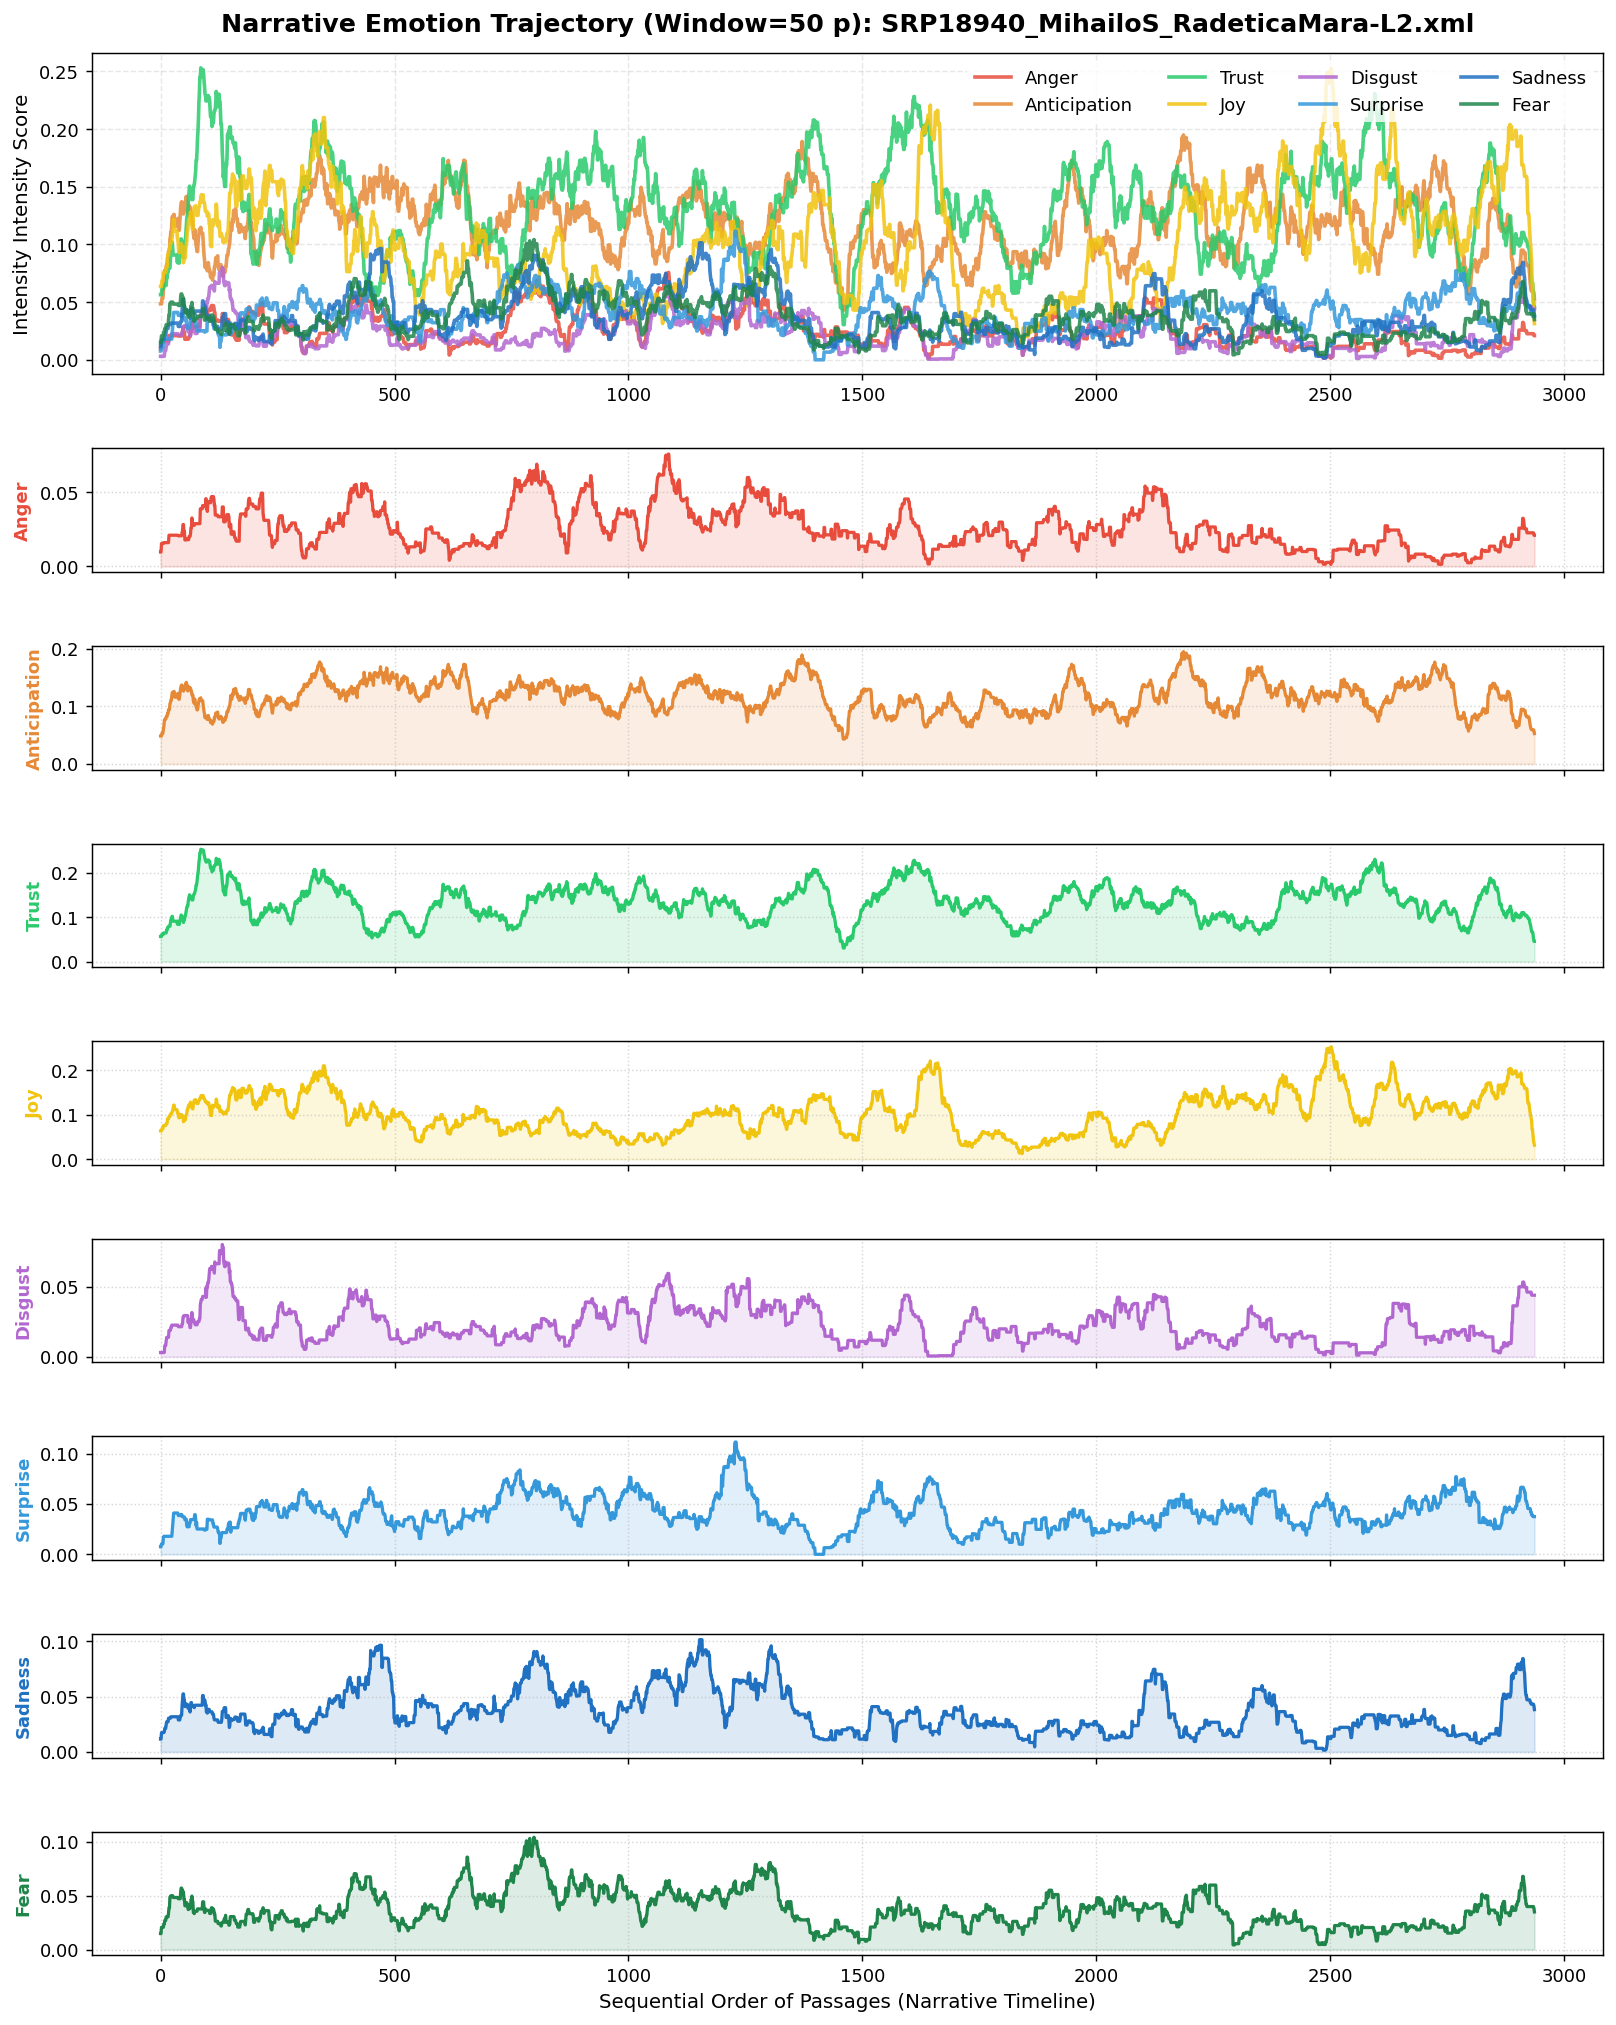 Narrative Emotion Trajectory (Window=50 p): SRP18940_MihailoS_RadeticaMara-L2.xml
Intensity Intensity Score
0.25
0.20
0.15
0.10
0.05
0.00
Anger Trust Disgust Sadness
Anticipation Joy Surprise Fear
0 500 1000 1500 2000 2500 3000
Anger
0.05
0.00
Anticipation
0.2
0.1
0.0
Trust
0.2
0.1
0.0
Joy
0.2
0.1
0.0
Disgust
0.05
0.00
Surprise
0.10
0.05
0.00
Sadness
0.10
0.05
0.00
Fear
0.10
0.05
0.00
0 500 1000 1500 2000 2500 3000
Sequential Order of Passages (Narrative Timeline)